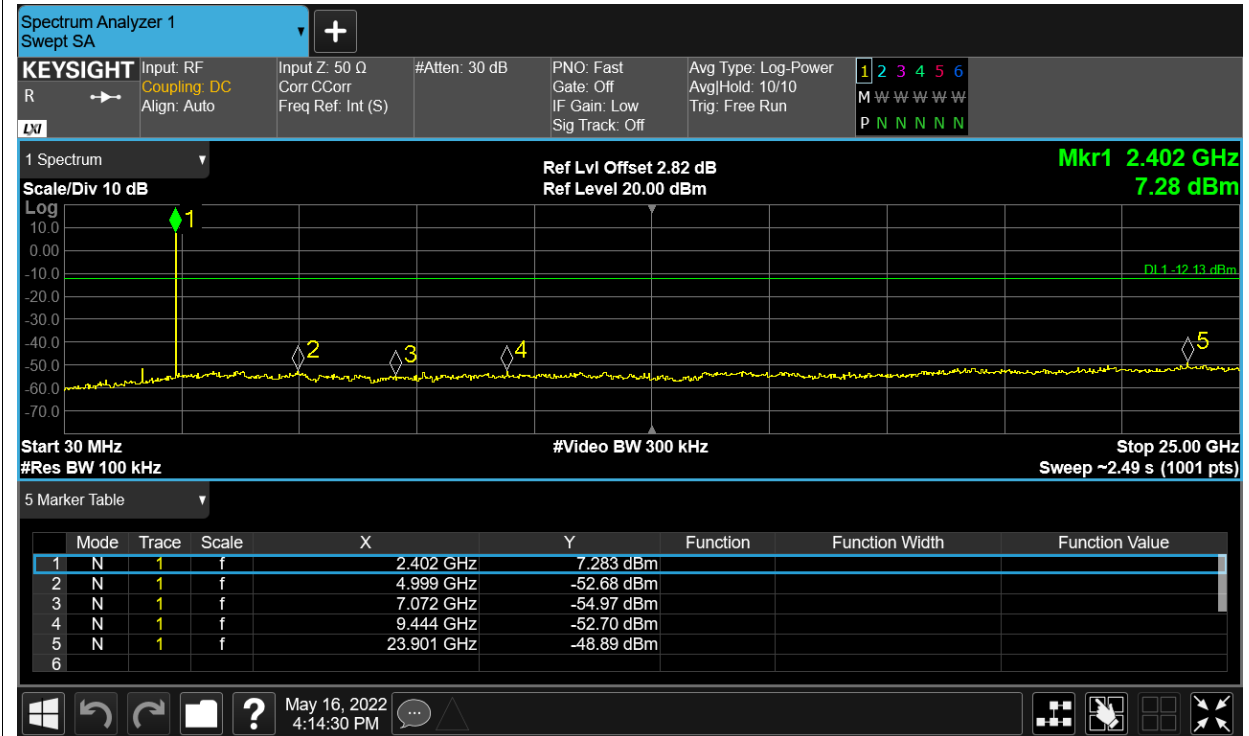 Spectrum Analyzer 1
Swept SA
+
KEYSIGHT Input: RF Input Z: 50 Ω #Atten: 30 dB PNO: Fast Avg Type: Log-Power 1 2 3 4 5 6
R Coupling: DC Corr CCorr Gate: Off Avg|Hold: 10/10 M W W W W W
Align: Auto Freq Ref: Int (S) IF Gain: Low Trig: Free Run
LXI Sig Track: Off P N N N N N
1 Spectrum
Ref Lvl Offset 2.82 dB Mkr1 2.402 GHz
Scale/Div 10 dB Ref Level 20.00 dBm 7.28 dBm
Log
1
10.0
0.00
-10.0 DL1 -12.13 dBm
-20.0
-30.0
-40.0
2 3 4 5
-50.0
-60.0
-70.0
Start 30 MHz #Video BW 300 kHz Stop 25.00 GHz
#Res BW 100 kHz Sweep ~2.49 s (1001 pts)
5 Marker Table
Mode Trace Scale X Y Function Function Width Function Value
1 N 1 f 2.402 GHz 7.283 dBm
2 N 1 f 4.999 GHz -52.68 dBm
3 N 1 f 7.072 GHz -54.97 dBm
4 N 1 f 9.444 GHz -52.70 dBm
5 N 1 f 23.901 GHz -48.89 dBm
6
? May 16, 2022
4:14:30 PM